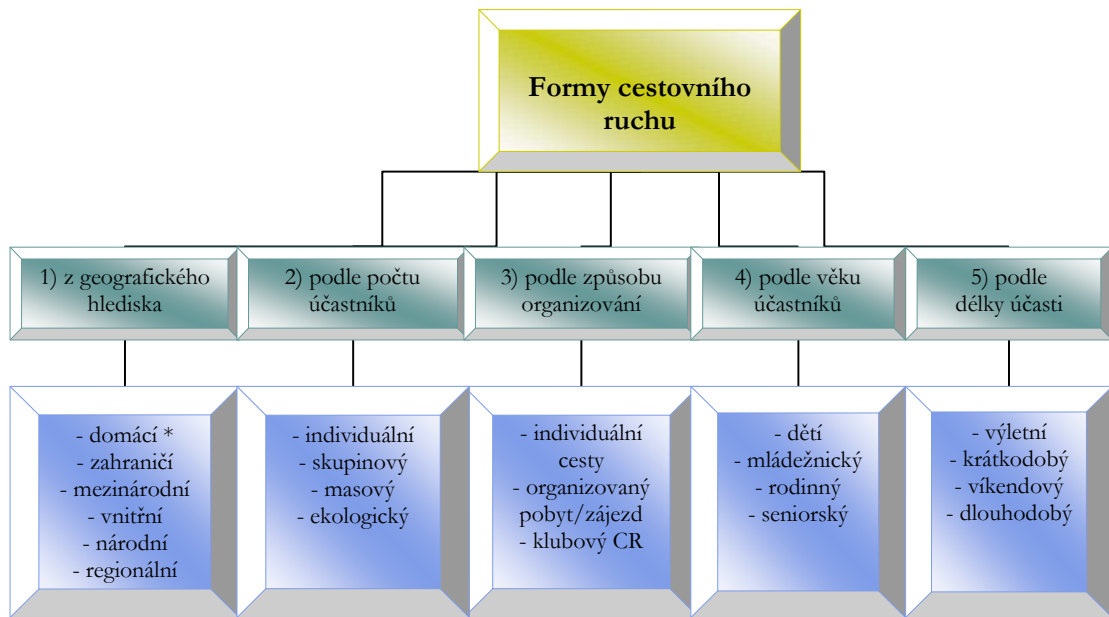 Formy cestovního
ruchu
1) z geografického
hlediska
2) podle počtu
účastníků
3) podle způsobu
organizování
4) podle věku
účastníků
5) podle
délky účasti
- domácí *
- zahraničí
- mezinárodní
- vnitřní
- národní
- regionální
- individuální
- skupinový
- masový
- ekologický
- individuální
cesty
- organizovaný
pobyt/zájezd
- klubový CR
- dětí
- mládežnický
- rodinný
- seniorský
- výletní
- krátkodobý
- víkendový
- dlouhodobý